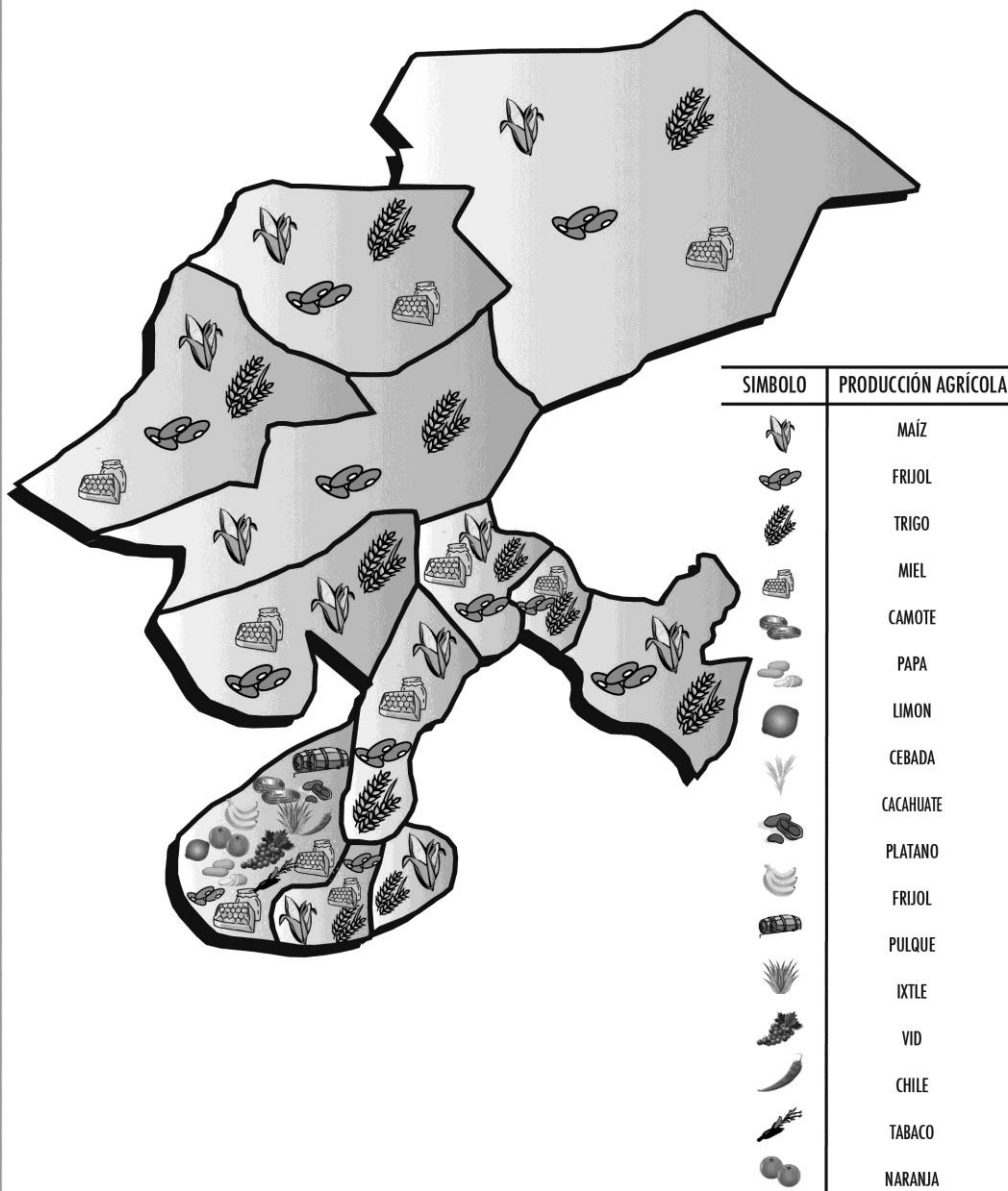 SIMBOLO PRODUCCIÓN AGRÍCOLA
MAÍZ
FRIJOL
TRIGO
MIEL
CAMOTE
PAPA
LIMON
CEBADA
CACAHUATE
PLATANO
FRIJOL
PULQUE
IXTLE
VID
CHILE
TABACO
NARANJA